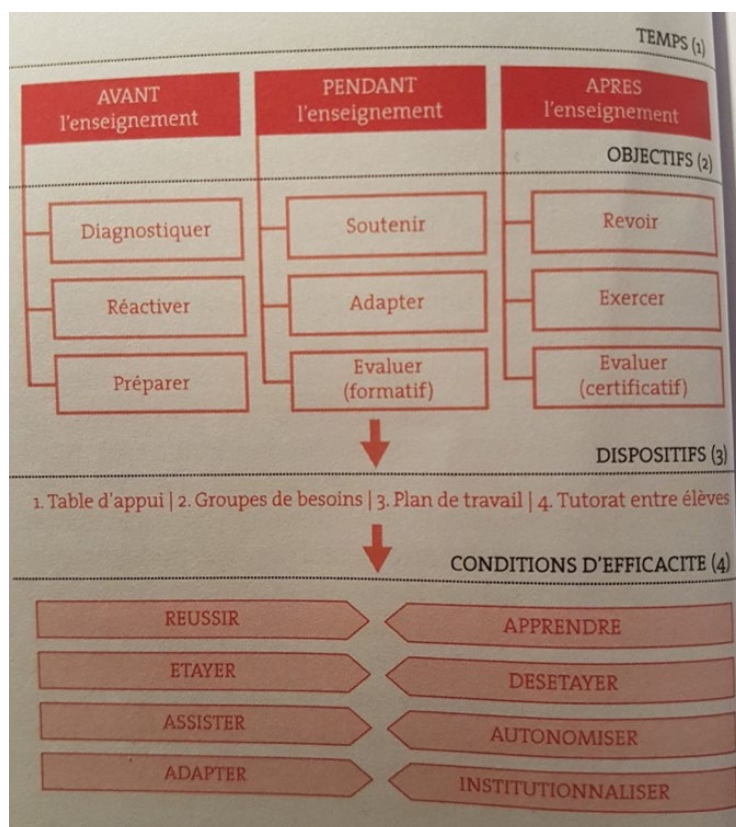 TEMPS (1)
AVANT
l'enseignement
PENDANT
l'enseignement
APRES
l'enseignement
OBJECTIFS (2)
Diagnostiquer
Soutenir
Revoir
Réactiver
Adapter
Exercer
Préparer
Evaluer
(formatif)
Evaluer
(certificatif)
DISPOSITIFS (3)
1. Table d'appui | 2. Groupes de besoins | 3. Plan de travail | 4. Tutorat entre élèves
CONDITIONS D'EFFICACITE (4)
REUSSIR
APPRENDRE
ETAYER
DESETAYER
ASSISTER
AUTONOMISER
ADAPTER
INSTITUTIONNALISER